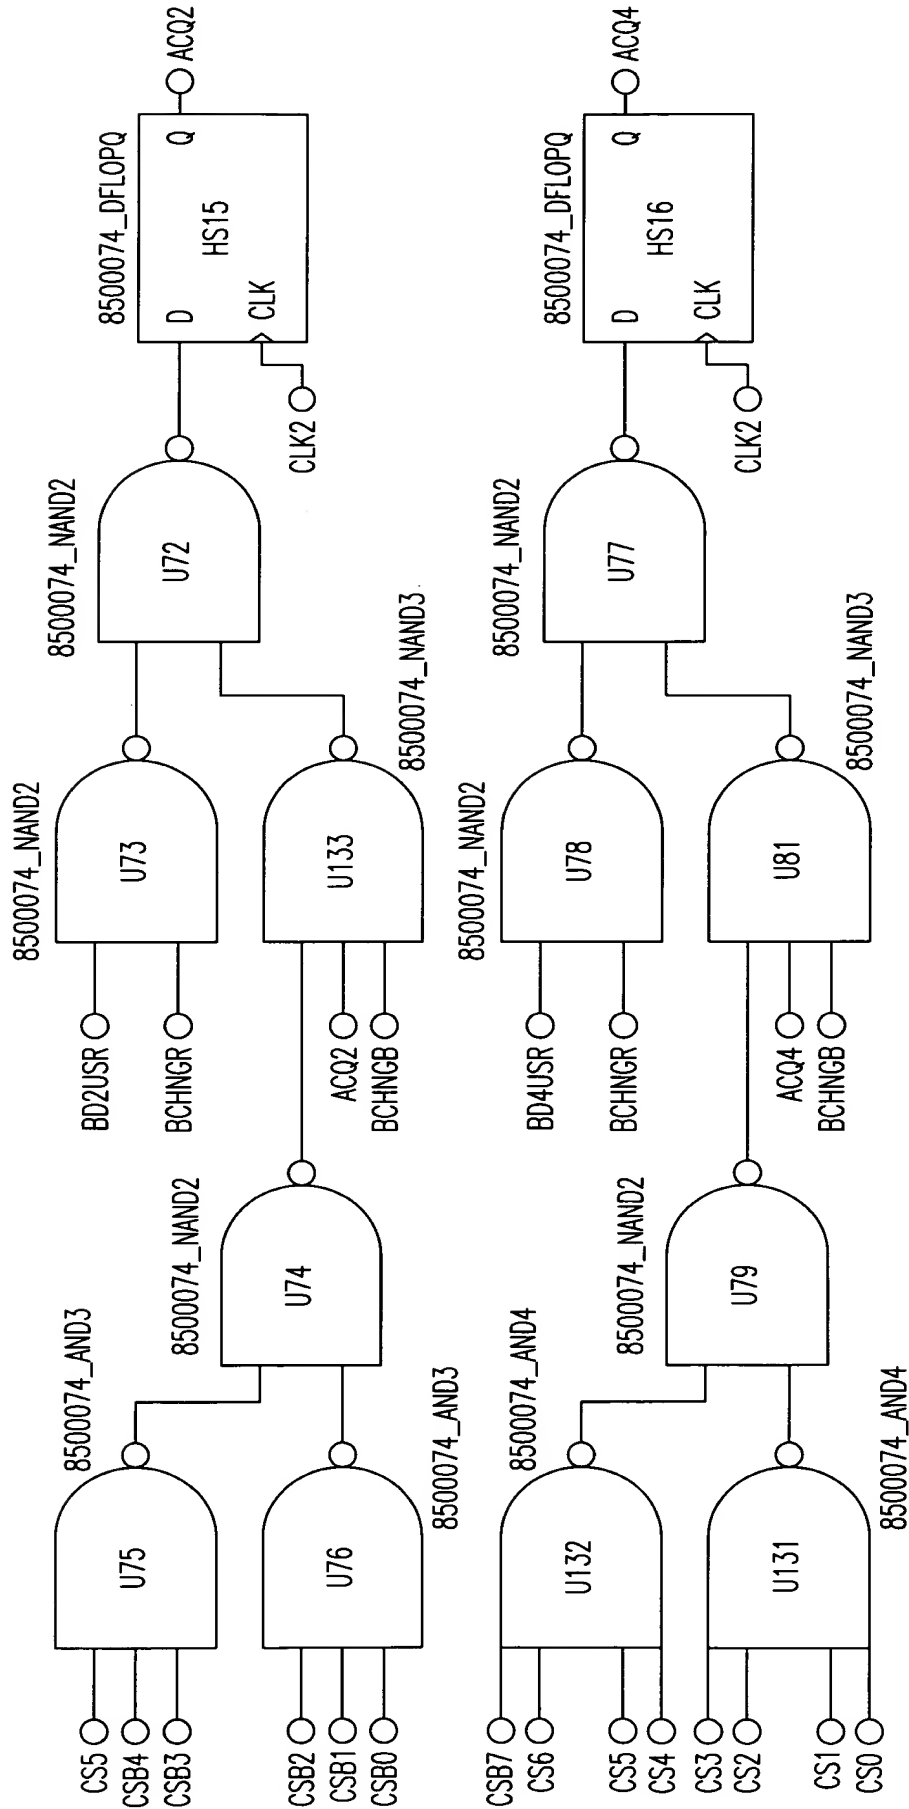 CS5
CSB4
CSB3
U75
8500074_AND3
CSB2
CSB1
CSB0
U76
8500074_AND3
U74
8500074_NAND2
BD2USR
BCHNGR
U73
8500074_NAND2
ACQ2
BCHNGB
U133
8500074_NAND3
U72
8500074_NAND2
CLK2
8500074_DFLOPQ
D
Q
HS15
CLK
ACQ2
CSB7
CS6
CS5
CS4
U132
8500074_AND4
CS3
CS2
CS1
CS0
U131
8500074_AND4
U79
8500074_NAND2
BD4USR
BCHNGR
U78
8500074_NAND2
ACQ4
BCHNGB
U81
8500074_NAND3
U77
8500074_NAND2
CLK2
8500074_DFLOPQ
D
Q
HS16
CLK
ACQ4